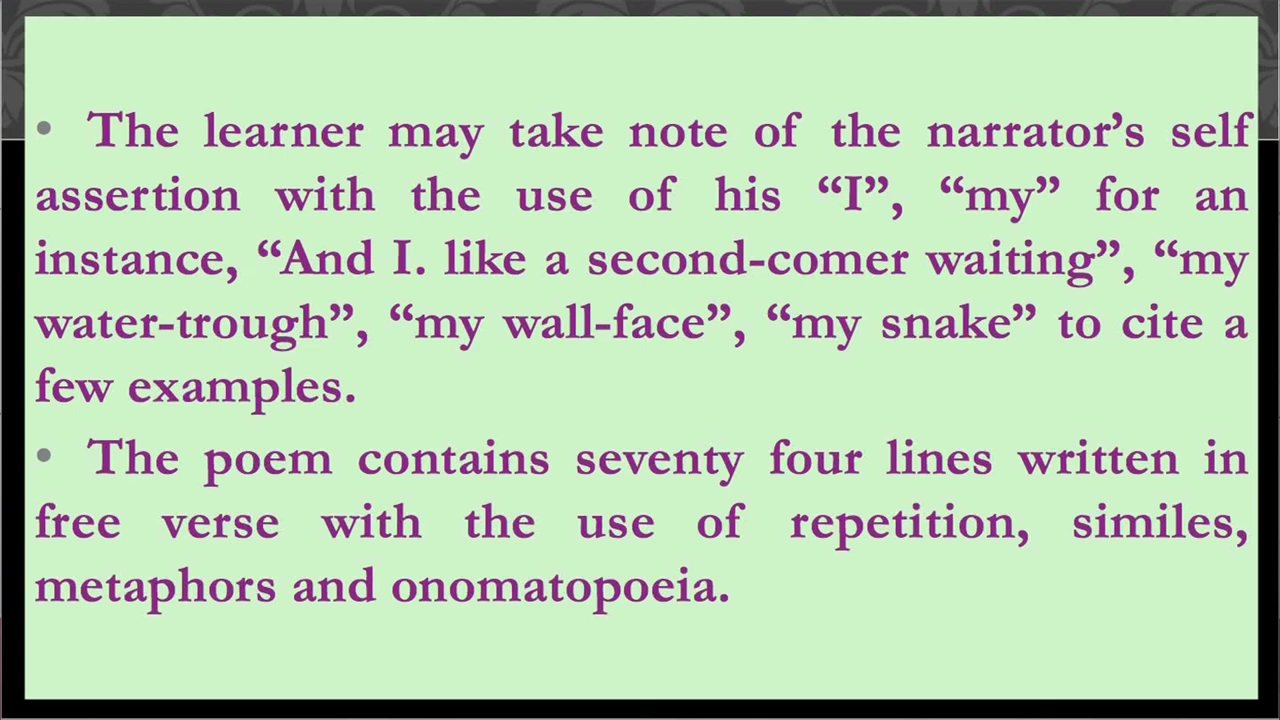 • The learner may take note of the narrator’s self
assertion with the use of his “I”, “my” for an
instance, “And I. like a second-comer waiting”, “my
water-trough”, “my wall-face”, “my snake” to cite a
few examples.
• The poem contains seventy four lines written in
free verse with the use of repetition, similes,
metaphors and onomatopoeia.